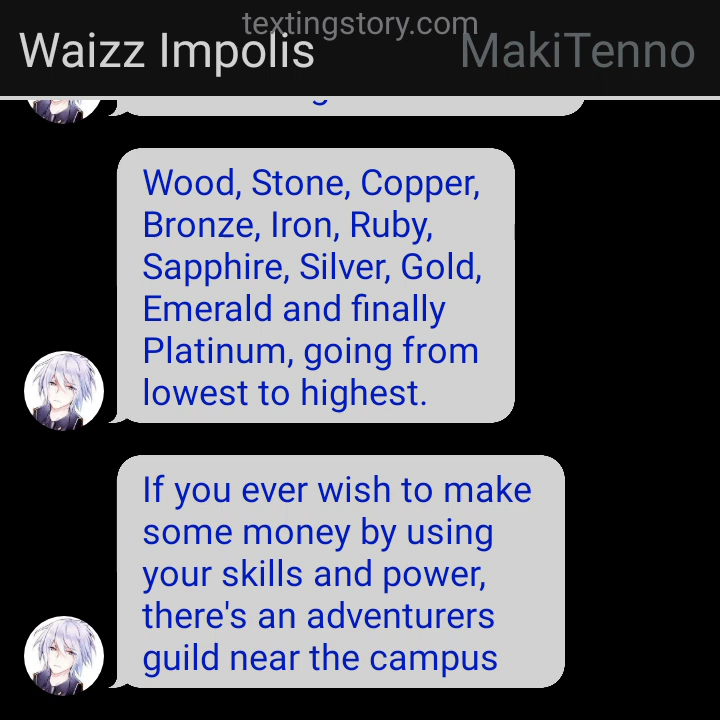 textingstory.com
Waizz Impolis MakiTenno
Wood, Stone, Copper,
Bronze, Iron, Ruby,
Sapphire, Silver, Gold,
Emerald and finally
Platinum, going from
lowest to highest.
If you ever wish to make
some money by using
your skills and power,
there's an adventurers
guild near the campus